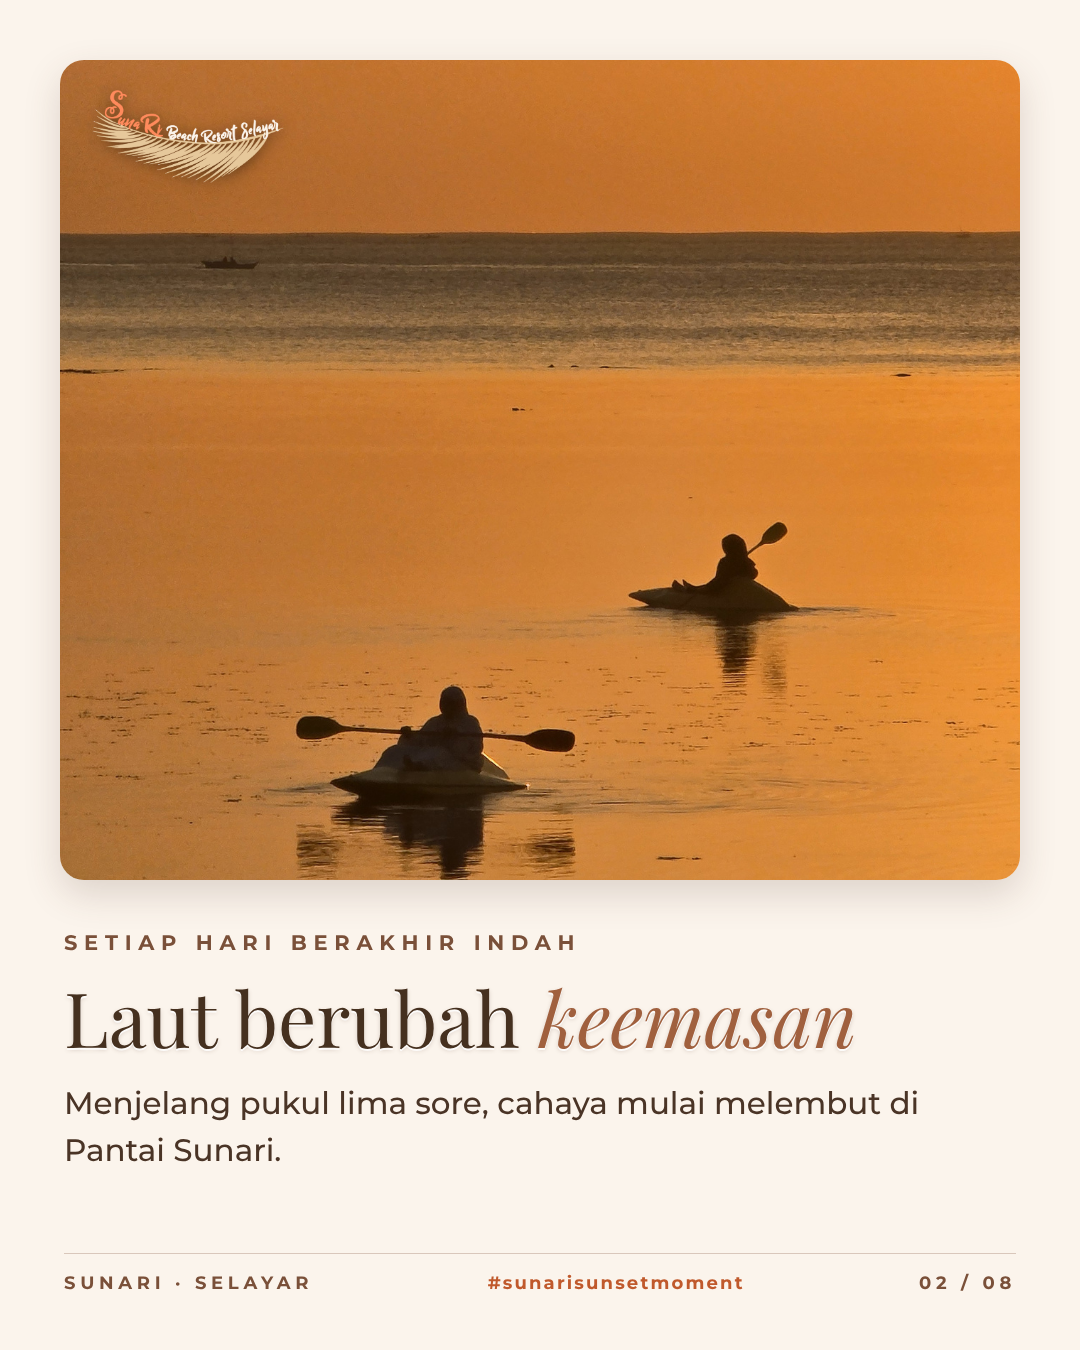 SunaRi Beach Resort Selayar
SETIAP HARI BERAKHIR INDAH
Laut berubah keemasan
Menjelang pukul lima sore, cahaya mulai melembut di
Pantai Sunari.
SUNARI · SELAYAR
#sunarisunsetmoment
02 / 08